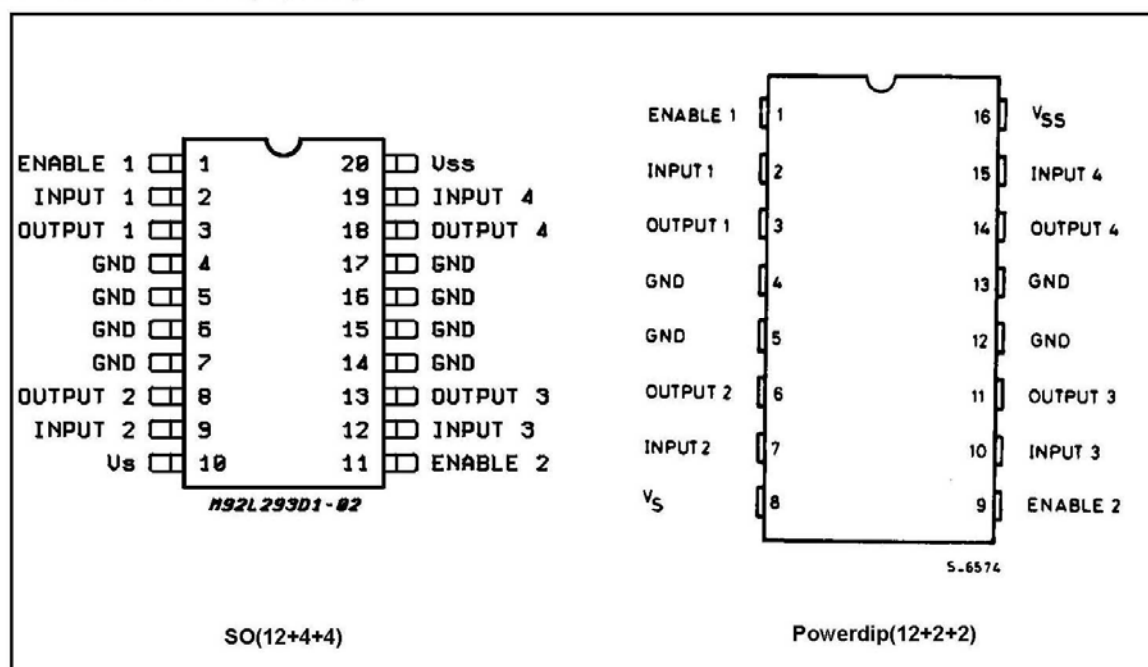 ENABLE 1 1 20 Vss
INPUT 1 2 19 INPUT 4
OUTPUT 1 3 18 OUTPUT 4
GND 4 17 GND
GND 5 16 GND
GND 6 15 GND
GND 7 14 GND
OUTPUT 2 8 13 OUTPUT 3
INPUT 2 9 12 INPUT 3
Vs 10 11 ENABLE 2
M92L293D1-02
SO(12+4+4)
ENABLE 1 1 16 VSS
INPUT 1 2 15 INPUT 4
OUTPUT 1 3 14 OUTPUT 4
GND 4 13 GND
GND 5 12 GND
OUTPUT 2 6 11 OUTPUT 3
INPUT 2 7 10 INPUT 3
VS 8 9 ENABLE 2
S-6574
Powerdip(12+2+2)